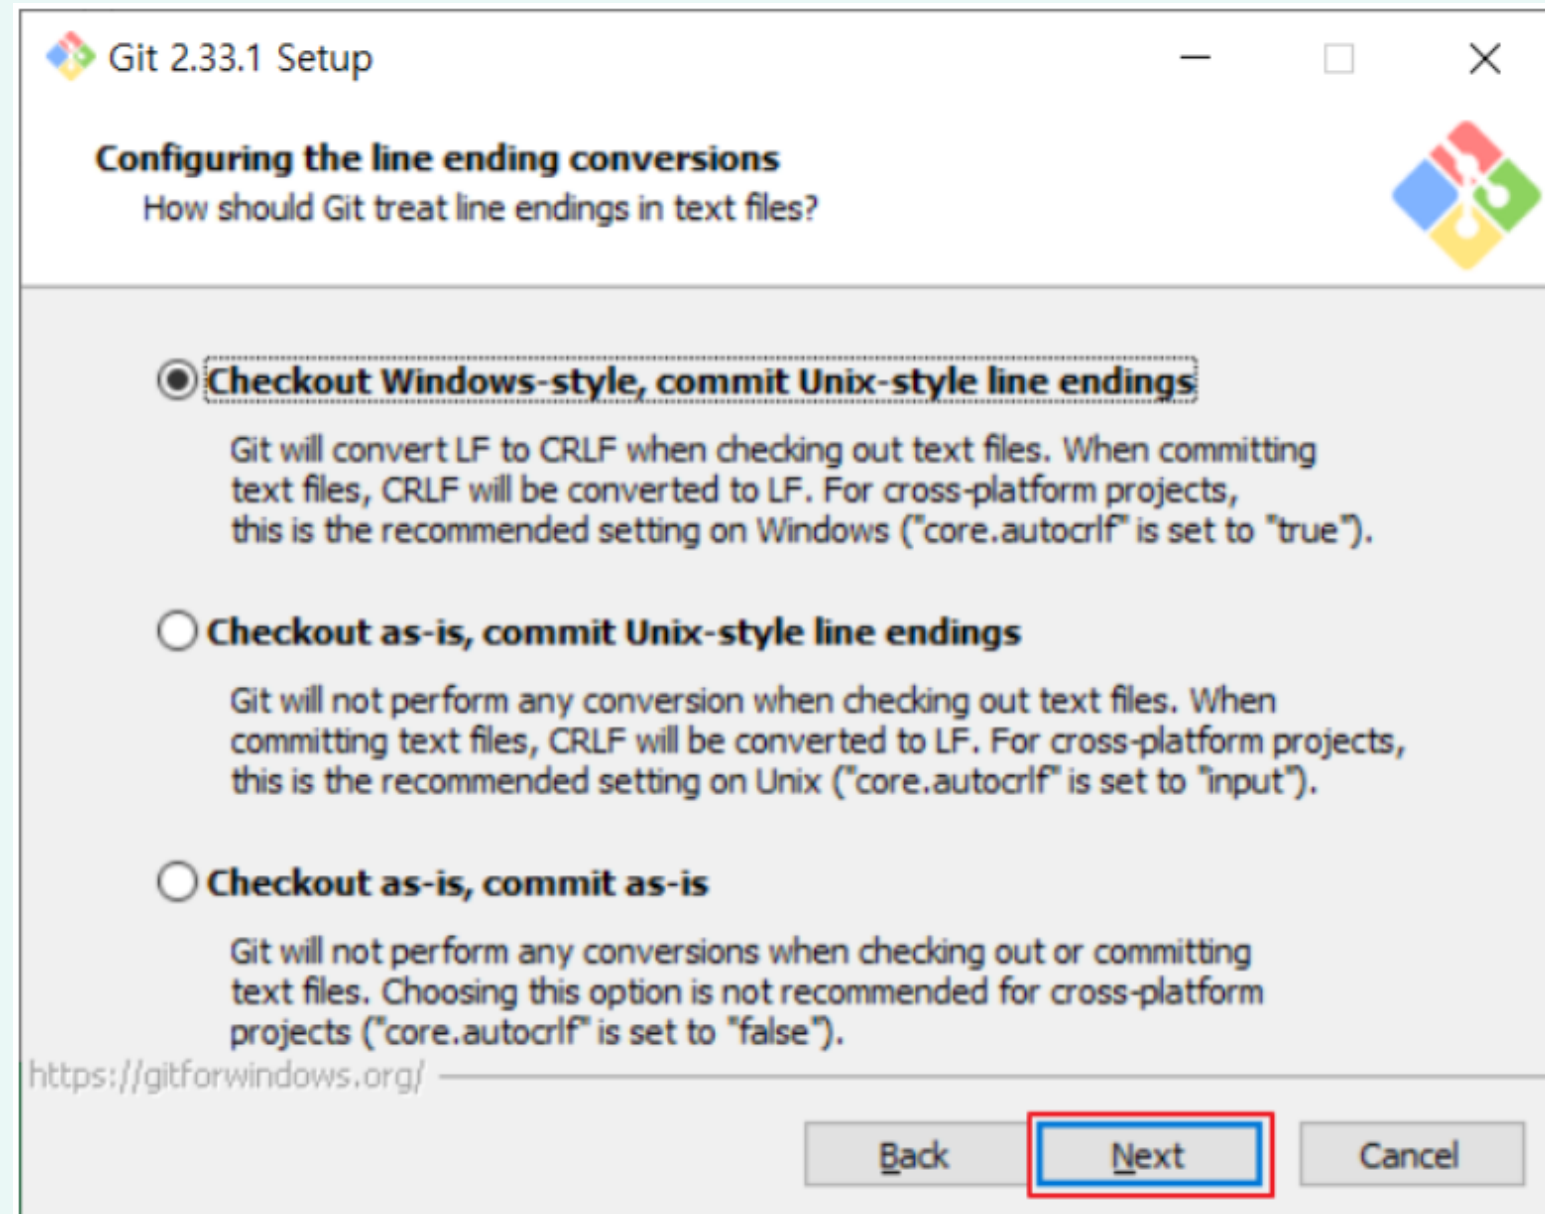 Git 2.33.1 Setup
Configuring the line ending conversions
How should Git treat line endings in text files?
Checkout Windows-style, commit Unix-style line endings
Git will convert LF to CRLF when checking out text files. When committing
text files, CRLF will be converted to LF. For cross-platform projects,
this is the recommended setting on Windows ("core.autocrlf" is set to "true").
Checkout as-is, commit Unix-style line endings
Git will not perform any conversion when checking out text files. When
committing text files, CRLF will be converted to LF. For cross-platform projects,
this is the recommended setting on Unix ("core.autocrlf" is set to "input").
Checkout as-is, commit as-is
Git will not perform any conversions when checking out or committing
text files. Choosing this option is not recommended for cross-platform
projects ("core.autocrlf" is set to "false").
https://gitforwindows.org/
Back Next Cancel